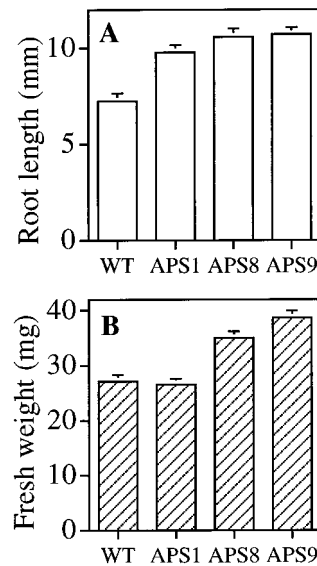 A
10
5
0
Root length (mm)
WT APS1 APS8 APS9
B
40
30
20
10
0
Fresh weight (mg)
WT APS1 APS8 APS9